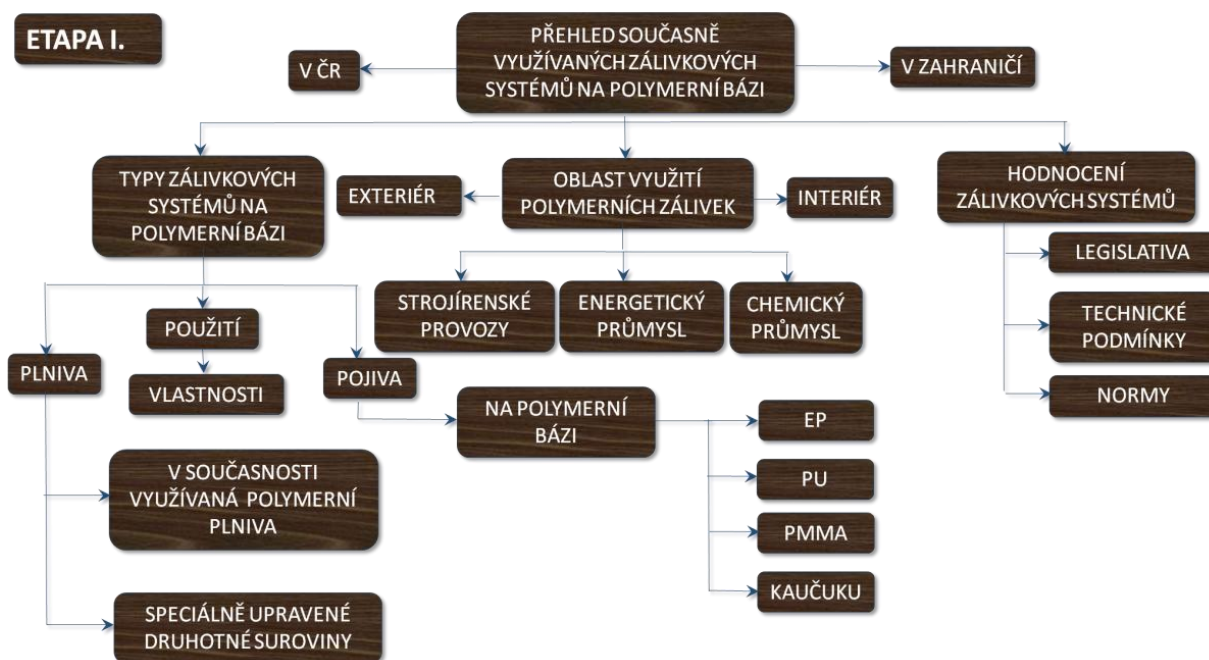 ETAPA I.
PŘEHLED SOUČASNĚ
VYUŽÍVANÝCH ZÁLIVKOVÝCH
SYSTÉMŮ NA POLYMERNÍ BÁZI
V ČR
V ZAHRANIČÍ
TYPY ZÁLIVKOVÝCH
SYSTÉMŮ NA
POLYMERNÍ BÁZI
EXTERIÉR
OBLAST VYUŽITÍ
POLYMERNÍCH ZÁLIVEK
INTERIÉR
HODNOCENÍ
ZÁLIVKOVÝCH SYSTÉMŮ
LEGISLATIVA
TECHNICKÉ
PODMÍNKY
NORMY
STROJÍRENSKÉ
PROVOZY
ENERGETICKÝ
PRŮMYSL
CHEMICKÝ
PRŮMYSL
PLNIVA
POUŽITÍ
VLASTNOSTI
POJIVA
NA POLYMERNÍ
BÁZI
EP
PU
PMMA
KAUČUKU
V SOUČASNOSTI
VYUŽÍVANÁ POLYMERNÍ
PLNIVA
SPECIÁLNĚ UPRAVENÉ
DRUHOTNÉ SUROVINY